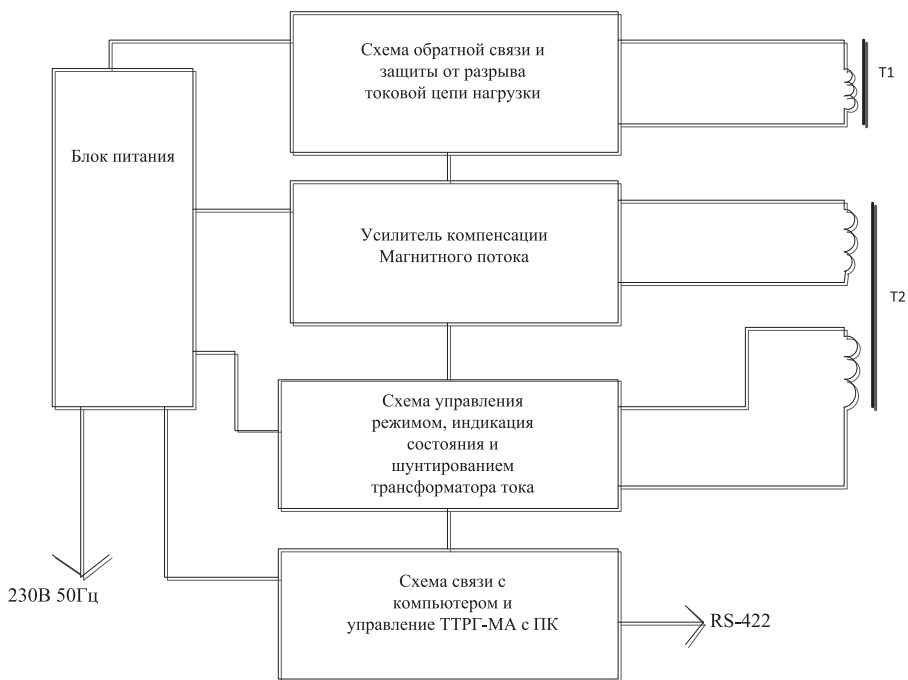 Схема обратной связи и
защиты от разрыва
токовой цепи нагрузки
T1
Блок питания
Усилитель компенсации
Магнитного потока
T2
Схема управления
режимом, индикация
состояния и
шунтированием
трансформатора тока
230В 50Гц
Схема связи с
компьютером и
управление ТТРГ-МА с ПК
RS-422